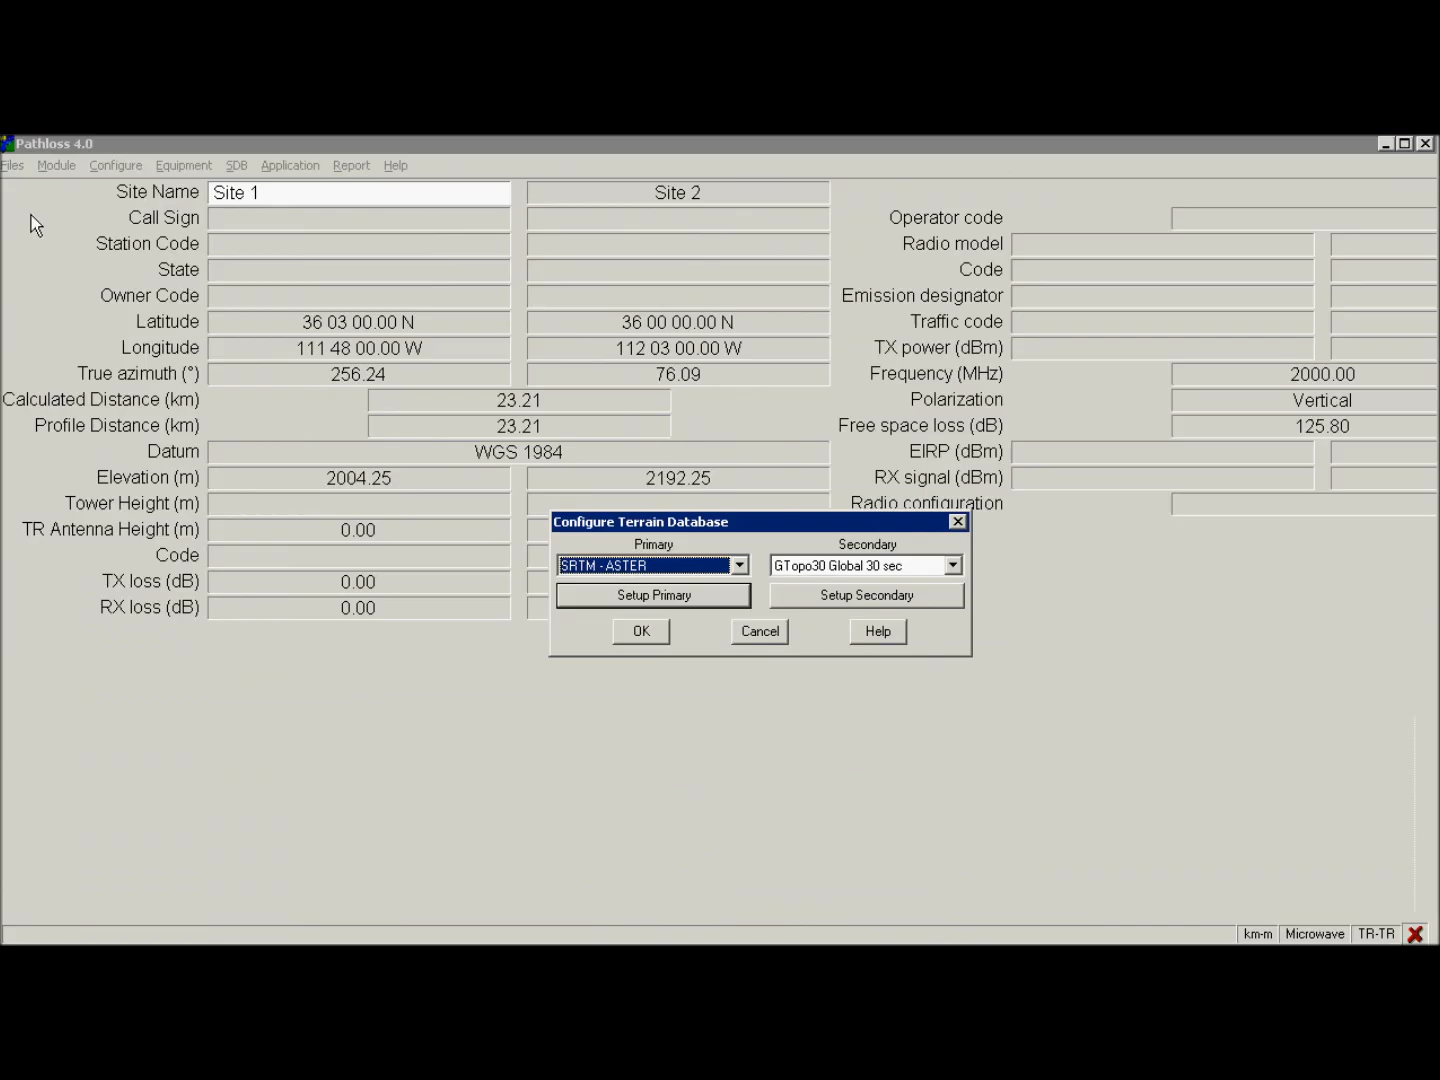 Pathloss 4.0
Files Module Configure Equipment SDB Application Report Help
Site Name Site 1 Site 2
Call Sign Operator code
Station Code Radio model
State Code
Owner Code Emission designator
Latitude 36 03 00.00 N 36 00 00.00 N Traffic code
Longitude 111 48 00.00 W 112 03 00.00 W TX power (dBm)
True azimuth (°) 256.24 76.09 Frequency (MHz) 2000.00
Calculated Distance (km) 23.21 Polarization Vertical
Profile Distance (km) 23.21 Free space loss (dB) 125.80
Datum WGS 1984 EIRP (dBm)
Elevation (m) 2004.25 2192.25 RX signal (dBm)
Tower Height (m) Radio configuration
TR Antenna Height (m) 0.00
Code
TX loss (dB) 0.00
RX loss (dB) 0.00
Configure Terrain Database
Primary Secondary
SRTM - ASTER GTopo30 Global 30 sec
Setup Primary Setup Secondary
OK Cancel Help
km-m Microwave TR-TR